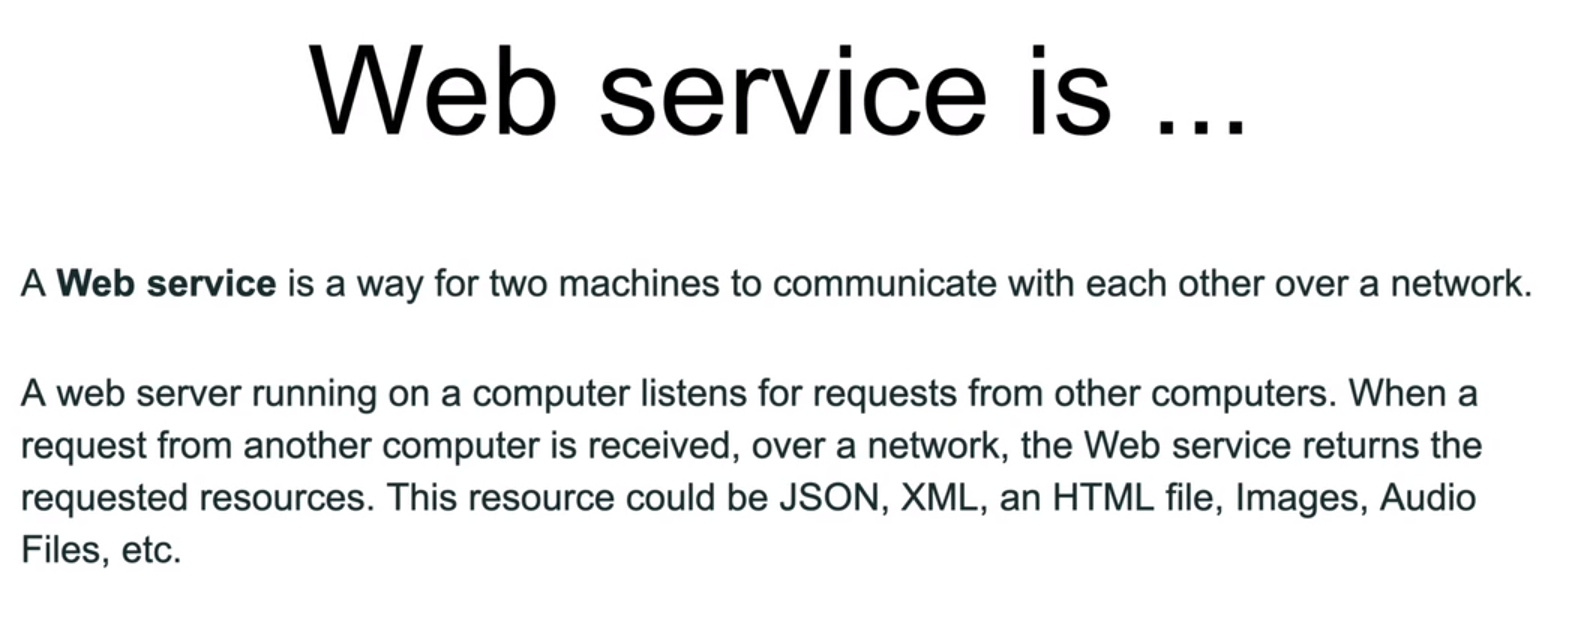 Web service is ...
A Web service is a way for two machines to communicate with each other over a network.
A web server running on a computer listens for requests from other computers. When a
request from another computer is received, over a network, the Web service returns the
requested resources. This resource could be JSON, XML, an HTML file, Images, Audio
Files, etc.